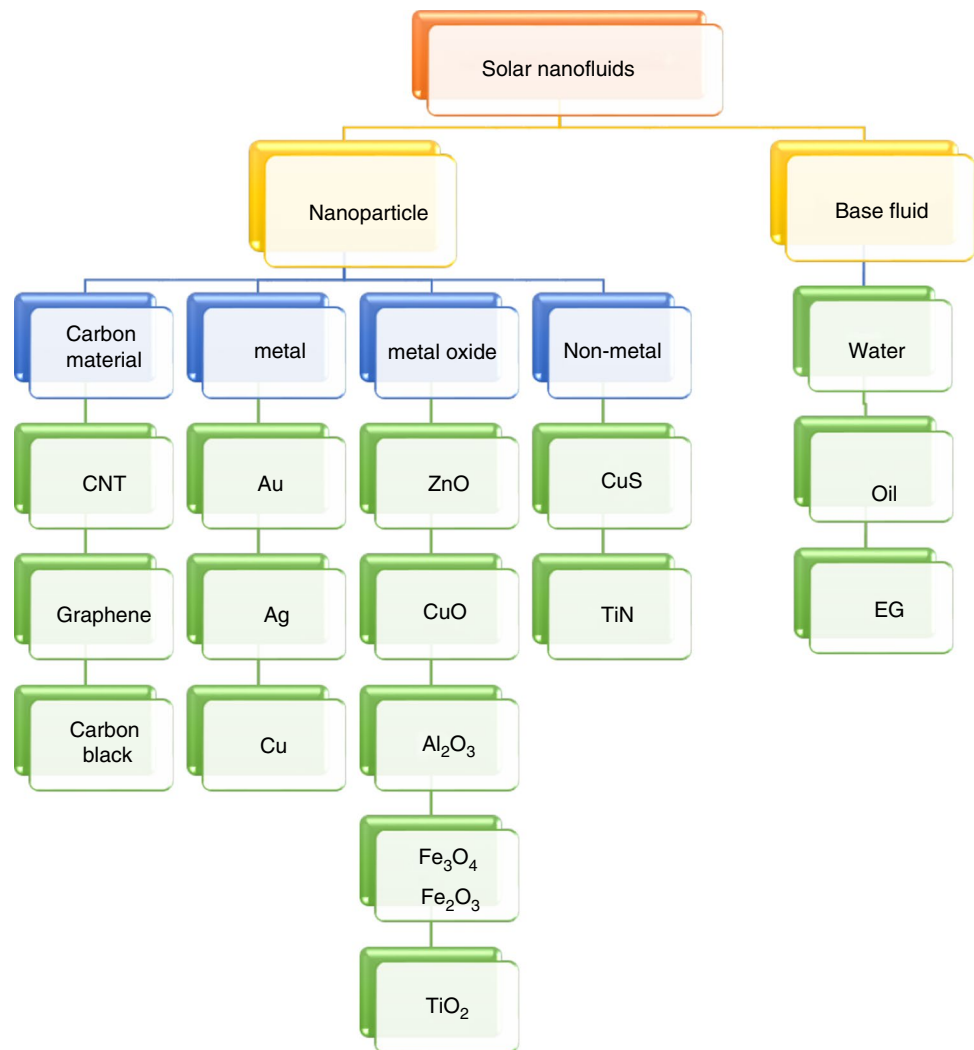 Solar nanofluids
Nanoparticle
Base fluid
Carbon
material
metal
metal oxide
Non-metal
Water
CNT
Au
ZnO
CuS
Oil
Graphene
Ag
CuO
TiN
EG
Carbon
black
Cu
Al₂O₃
Fe₃O₄
Fe₂O₃
TiO₂